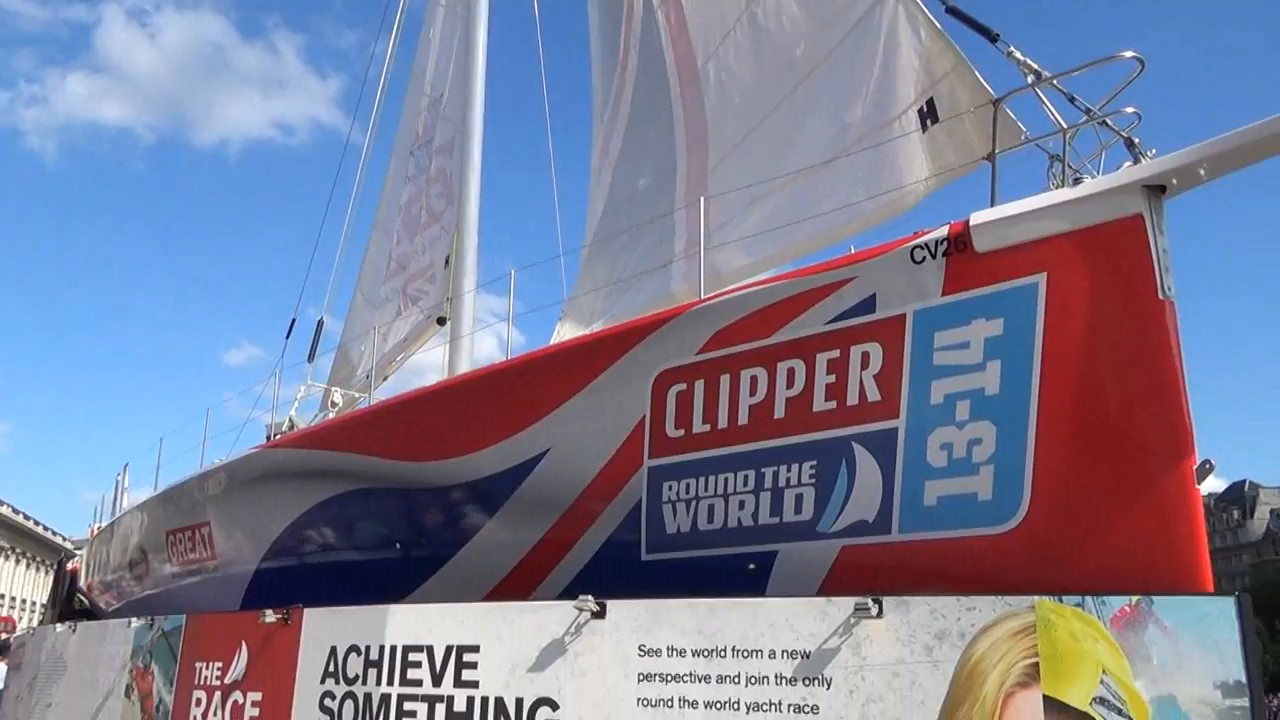 H
H
CV26
CLIPPER
ROUND THE
WORLD
13-14
GREAT
THE
RACE
ACHIEVE
SOMETHING
See the world from a new
perspective and join the only
round the world yacht race